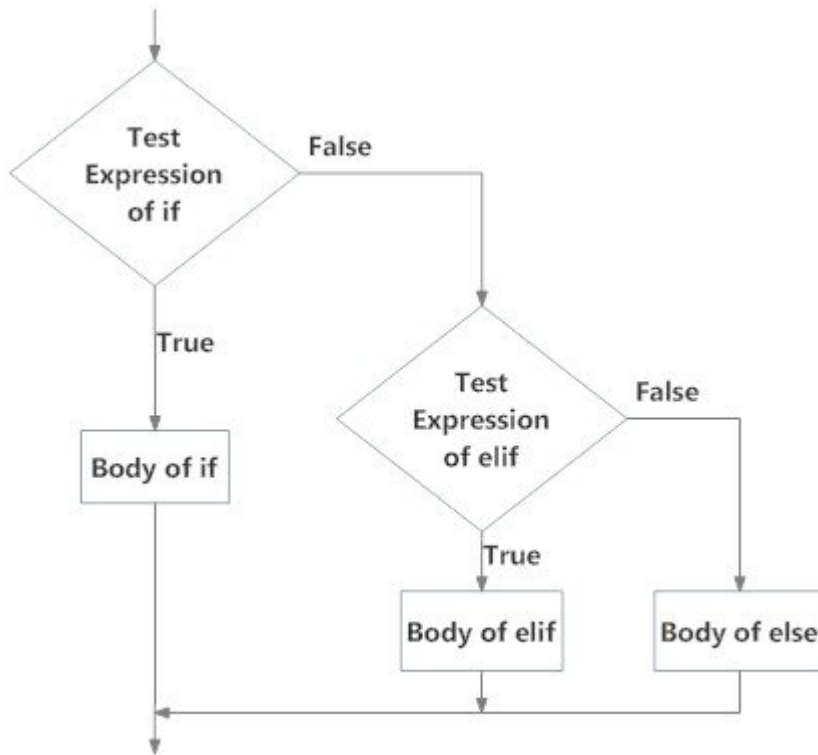 Test
Expression
of if
False
True
Body of if
Test
Expression
of elif
False
True
Body of elif
Body of else